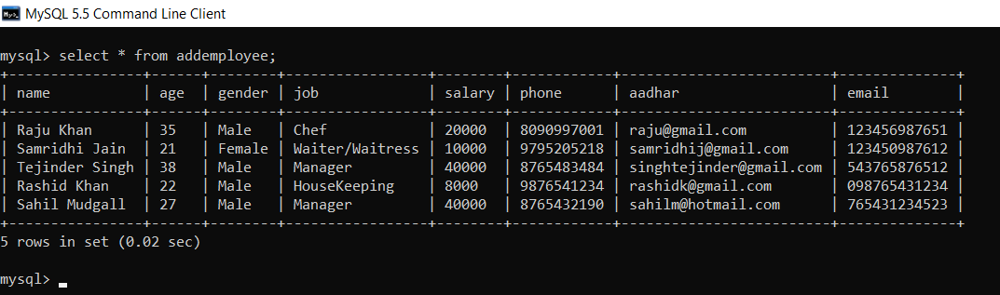 MySQL 5.5 Command Line Client
mysql> select * from addemployee;
+----------------+------+--------+-----------------+--------+------------+-------------------------+--------------+
| name           | age  | gender | job             | salary | phone      | aadhar                  | email        |
+----------------+------+--------+-----------------+--------+------------+-------------------------+--------------+
| Raju Khan      | 35   | Male   | Chef            | 20000  | 8090997001 | raju@gmail.com          | 123456987651 |
| Samridhi Jain  | 21   | Female | Waiter/Waitress | 10000  | 9795205218 | samridhij@gmail.com     | 123450987612 |
| Tejinder Singh | 38   | Male   | Manager         | 40000  | 8765483484 | singhtejinder@gmail.com | 543765876512 |
| Rashid Khan    | 22   | Male   | HouseKeeping    | 8000   | 9876541234 | rashidk@gmail.com       | 098765431234 |
| Sahil Mudgall  | 27   | Male   | Manager         | 40000  | 8765432190 | sahilm@hotmail.com      | 765431234523 |
+----------------+------+--------+-----------------+--------+------------+-------------------------+--------------+
5 rows in set (0.02 sec)
mysql>